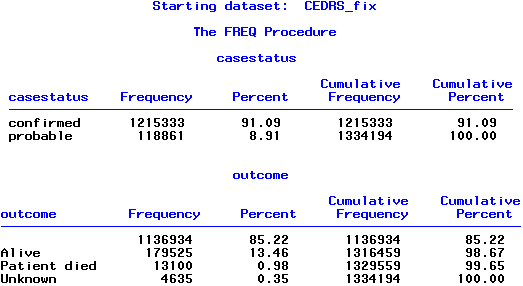 Starting dataset: CEDRS_fix
The FREQ Procedure
casestatus
Cumulative Cumulative
casestatus Frequency Percent Frequency Percent
confirmed 1215333 91.09 1215333 91.09
probable 118861 8.91 1334194 100.00
outcome
Cumulative Cumulative
outcome Frequency Percent Frequency Percent
1136934 85.22 1136934 85.22
Alive 179525 13.46 1316459 98.67
Patient died 13100 0.98 1329559 99.65
Unknown 4635 0.35 1334194 100.00